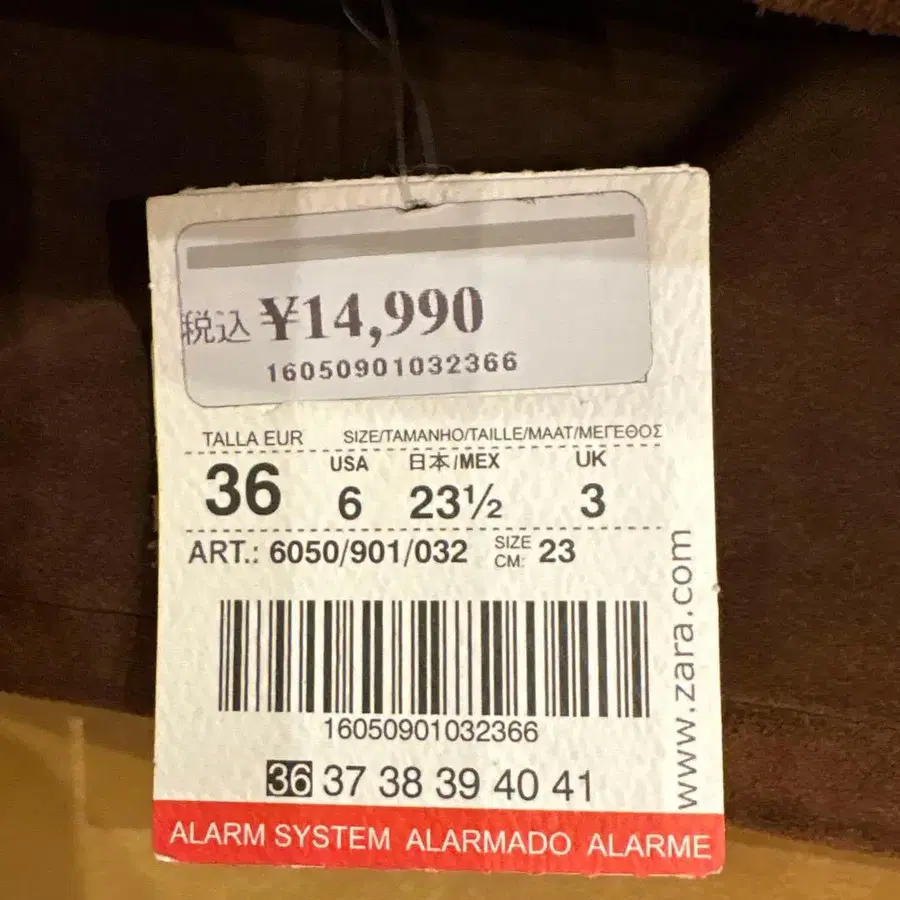 税込 ¥14,990
16050901032366
TALLA EUR SIZE/TAMANHO/TAILLE/MAAT/ΜΕΓΕΘΟΣ
36 USA 6 日本/MEX 23½ UK 3
ART.: 6050/901/032 SIZE CM: 23
16050901032366
36 37 38 39 40 41
ALARM SYSTEM ALARMADO ALARME
www.zara.com